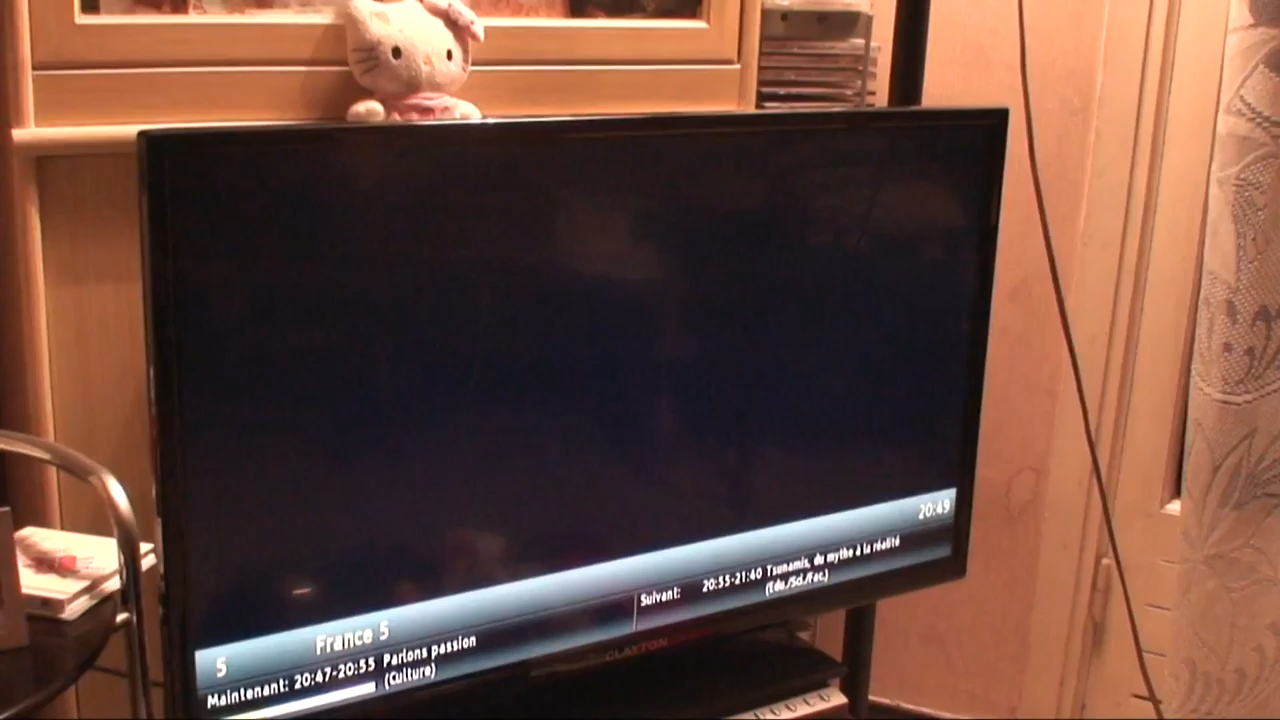 20:49
5 France 5
Maintenant: 20:47-20:55 Parlons passion
(Culture)
Suivant: 20:55-21:40 Tsunamis, du mythe à la réalité
(Edu./Sci./Fac.)
CLAXTON